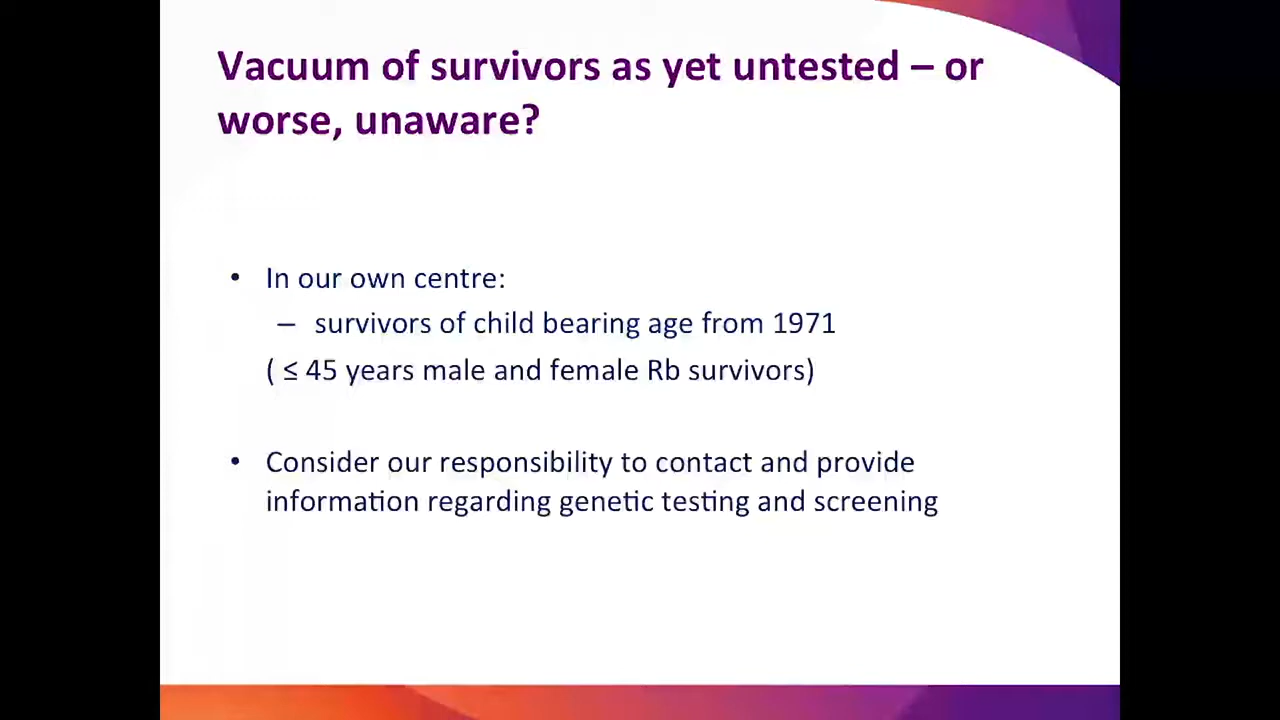 Vacuum of survivors as yet untested – or
worse, unaware?
• In our own centre:
– survivors of child bearing age from 1971
( ≤ 45 years male and female Rb survivors)
• Consider our responsibility to contact and provide
information regarding genetic testing and screening